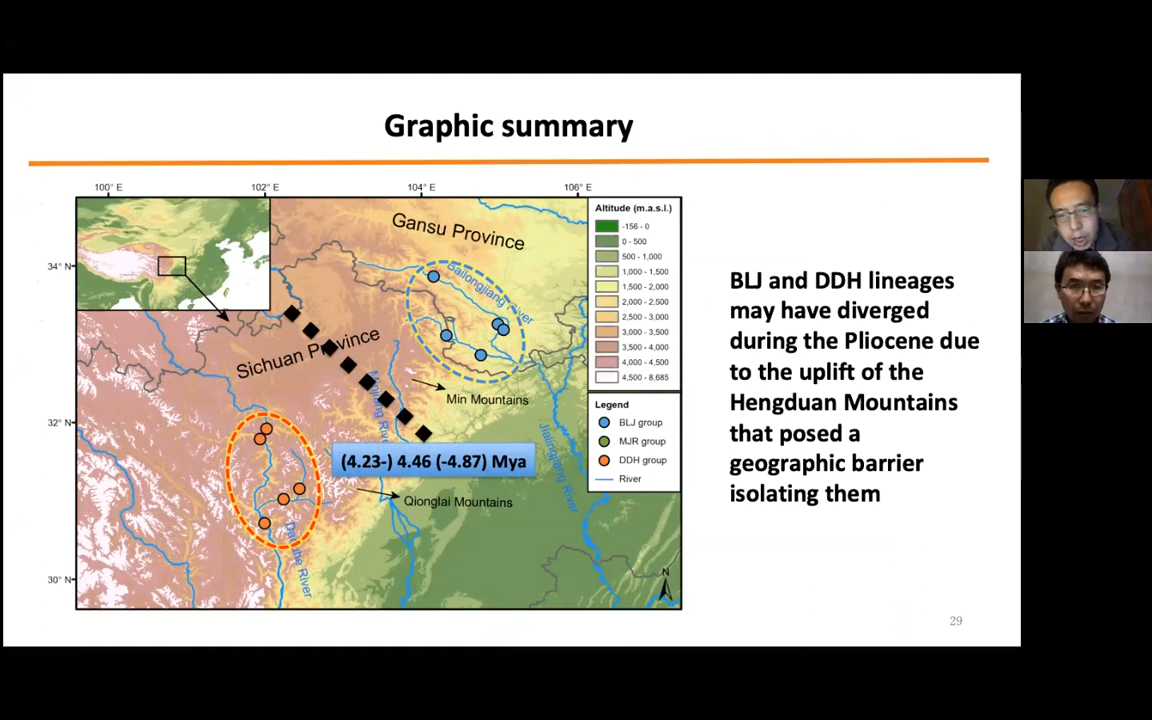 Graphic summary
100° E
102° E
104° E
106° E
34° N
32° N
30° N
Gansu Province
Bailongjiang River
Sichuan Province
Min Mountains
Minjiang River
Jialingjiang River
(4.23-) 4.46 (-4.87) Mya
Qionglai Mountains
Daduhe River
Altitude (m.a.s.l.)
-156 - 0
0 - 500
500 - 1,000
1,000 - 1,500
1,500 - 2,000
2,000 - 2,500
2,500 - 3,000
3,000 - 3,500
3,500 - 4,000
4,000 - 4,500
4,500 - 8.685
Legend
BLJ group
MJR group
DDH group
River
N
BLJ and DDH lineages
may have diverged
during the Pliocene due
to the uplift of the
Hengduan Mountains
that posed a
geographic barrier
isolating them
29